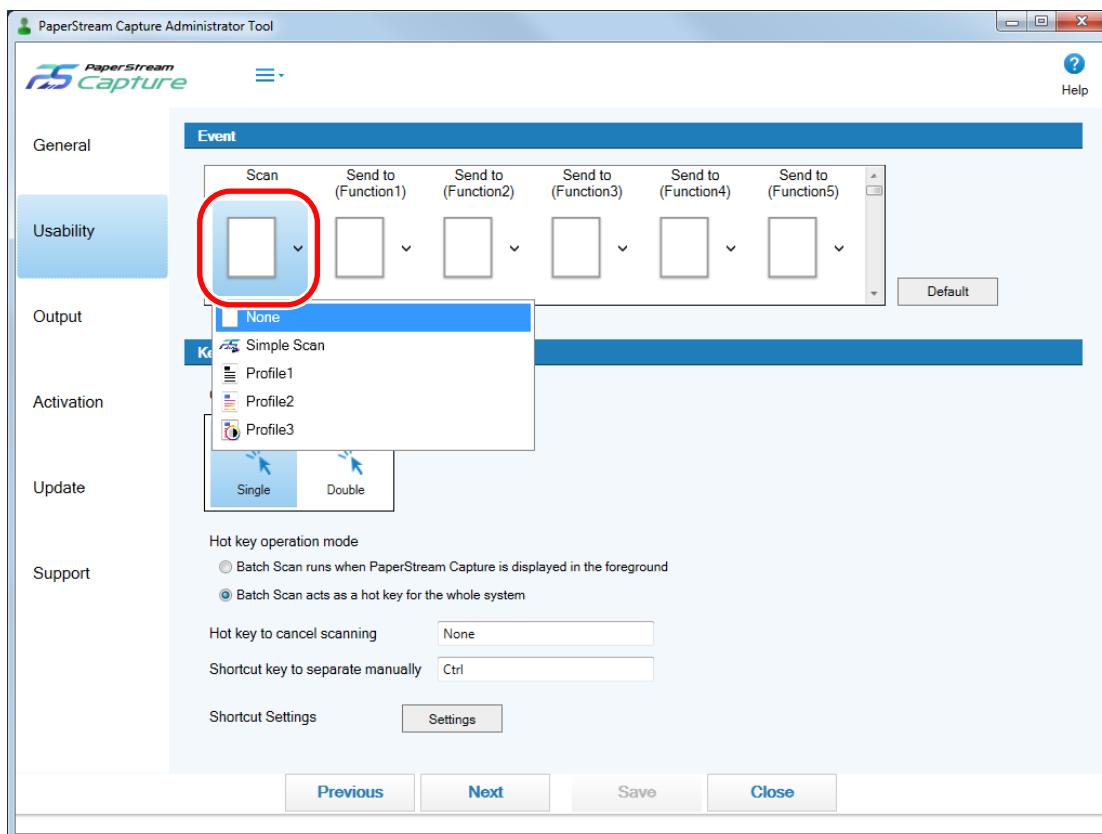 PaperStream Capture Administrator Tool
PaperStream
Capture
Help
General
Usability
Output
Activation
Update
Support
Event
Scan
Send to
(Function1)
Send to
(Function2)
Send to
(Function3)
Send to
(Function4)
Send to
(Function5)
Default
None
Simple Scan
Profile1
Profile2
Profile3
Single
Double
Hot key operation mode
Batch Scan runs when PaperStream Capture is displayed in the foreground
Batch Scan acts as a hot key for the whole system
Hot key to cancel scanning
None
Shortcut key to separate manually
Ctrl
Shortcut Settings
Settings
Previous
Next
Save
Close